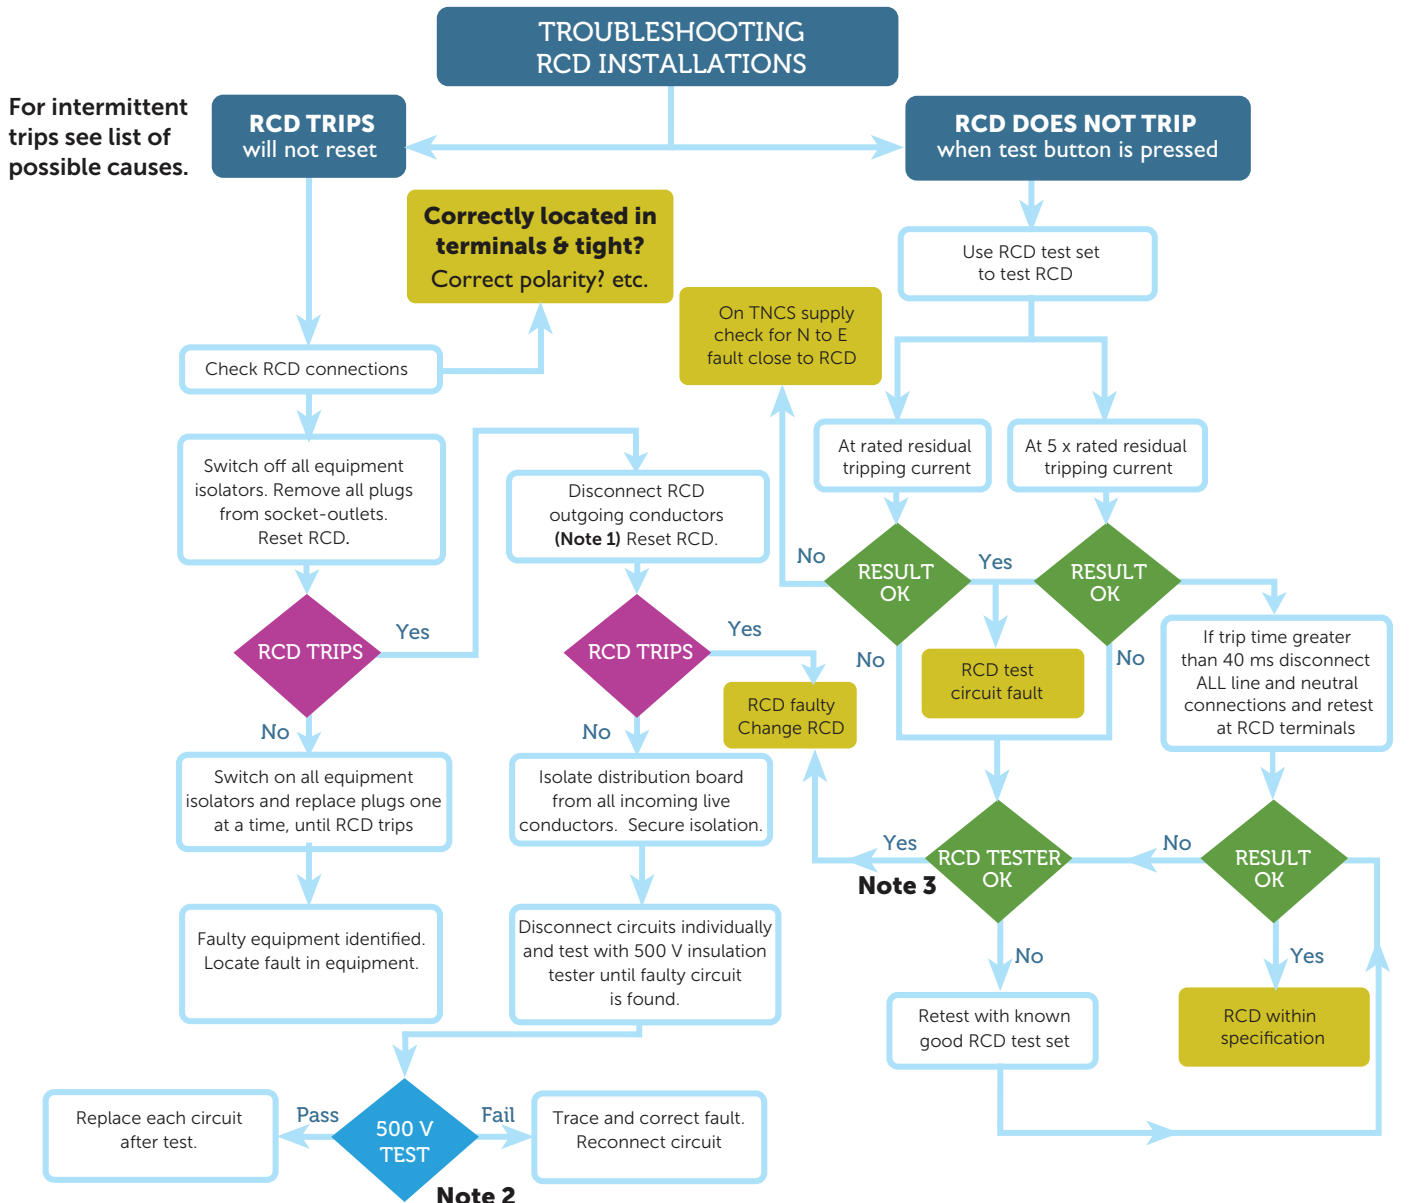 TROUBLESHOOTING
RCD INSTALLATIONS
For intermittent
trips see list of
possible causes.
RCD TRIPS
will not reset
RCD DOES NOT TRIP
when test button is pressed
Correctly located in
terminals & tight?
Correct polarity? etc.
Use RCD test set
to test RCD
On TNCS supply
check for N to E
fault close to RCD
Check RCD connections
At rated residual
tripping current
At 5 x rated residual
tripping current
Switch off all equipment
isolators. Remove all plugs
from socket-outlets.
Reset RCD.
Disconnect RCD
outgoing conductors
(Note 1) Reset RCD.
No
RESULT
OK
Yes
RESULT
OK
RCD TRIPS
Yes
RCD TRIPS
Yes
No
RCD test
circuit fault
No
If trip time greater
than 40 ms disconnect
ALL line and neutral
connections and retest
at RCD terminals
RCD faulty
Change RCD
No
No
Switch on all equipment
isolators and replace plugs one
at a time, until RCD trips
Isolate distribution board
from all incoming live
conductors. Secure isolation.
Yes
Note 3
RCD TESTER
OK
No
RESULT
OK
Faulty equipment identified.
Locate fault in equipment.
Disconnect circuits individually
and test with 500 V insulation
tester until faulty circuit
is found.
No
Yes
Retest with known
good RCD test set
RCD within
specification
Replace each circuit
after test.
Pass
500 V
TEST
Fail
Trace and correct fault.
Reconnect circuit
Note 2